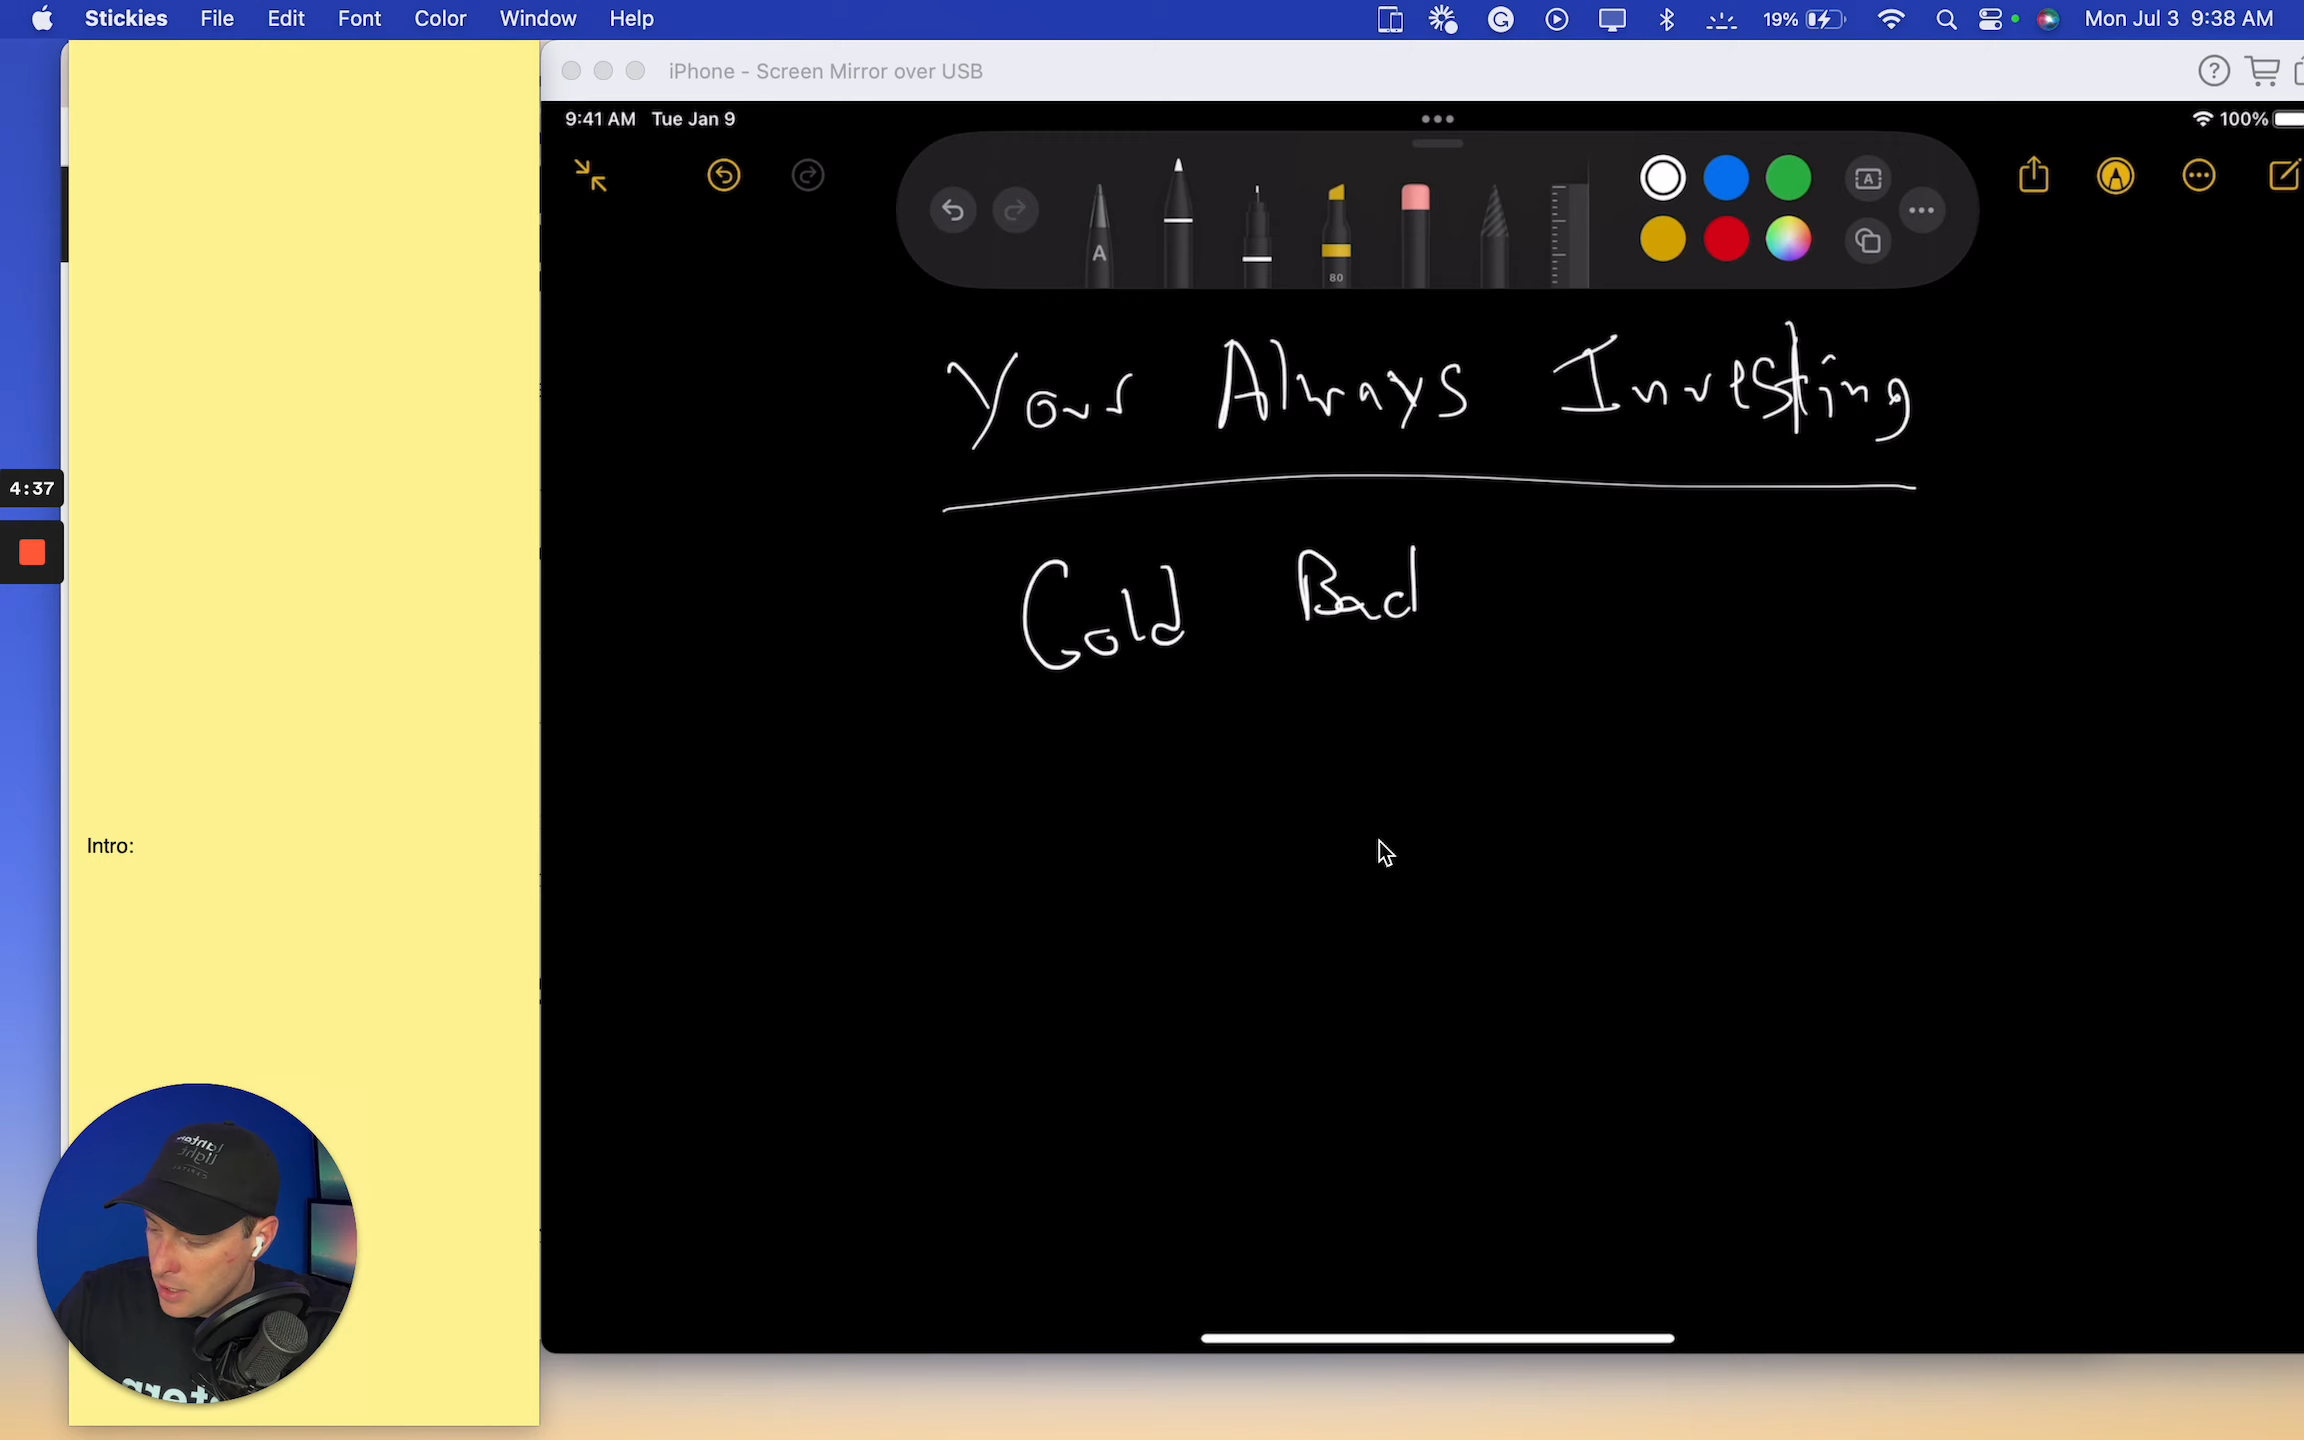 Stickies File Edit Font Color Window Help 19% Mon Jul 3 9:38 AM
iPhone - Screen Mirror over USB
9:41 AM Tue Jan 9 100%
A 80 A
Your Always Investing
4:37
Gold Bad
Intro: